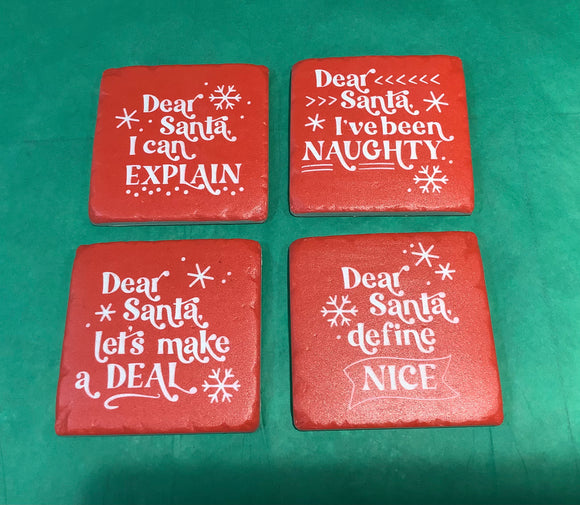 Dear
Santa,
I can
EXPLAIN
Dear <<<<<<
>>> Santa,
I've been
NAUGHTY
Dear
Santa,
let's make
a DEAL
Dear
Santa,
define
NICE